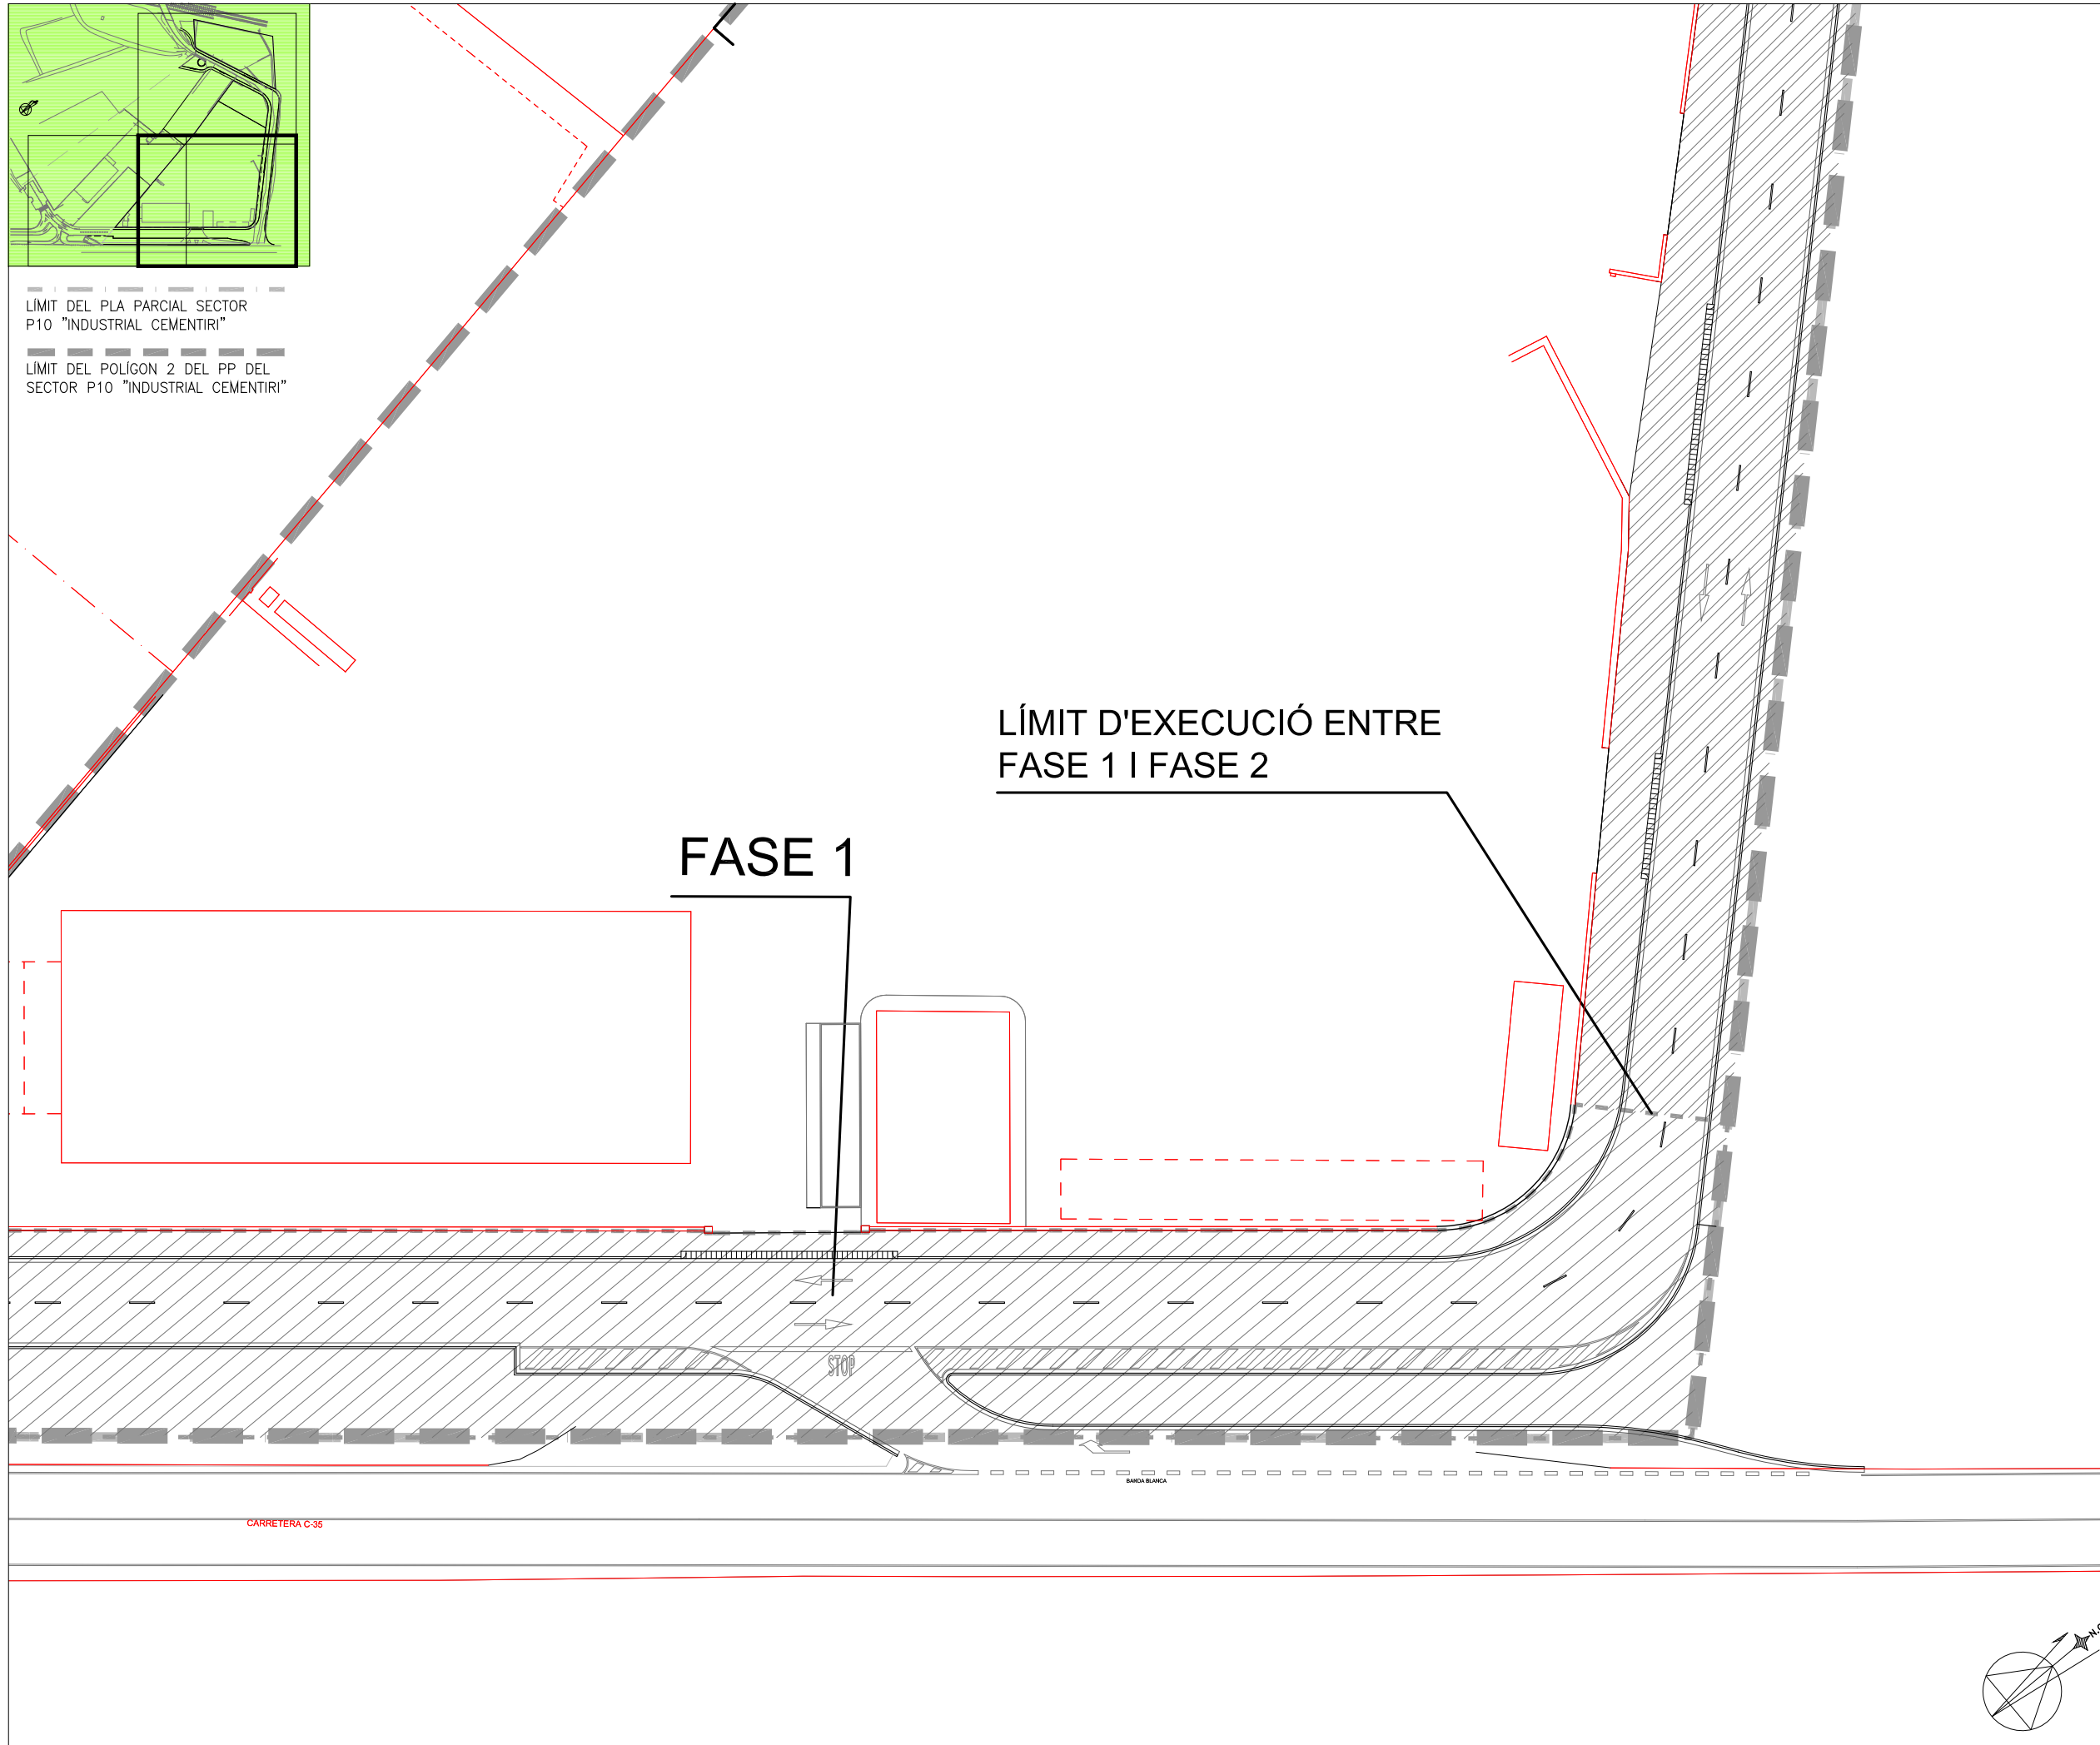 LÍMIT DEL PLA PARCIAL SECTOR
P10 "INDUSTRIAL CEMENTIRI"
LÍMIT DEL POLÍGON 2 DEL PP DEL
SECTOR P10 "INDUSTRIAL CEMENTIRI"
LÍMIT D'EXECUCIÓ ENTRE
FASE 1 I FASE 2
FASE 1
STOP
BANDA BLANCA
CARRETERA C-35